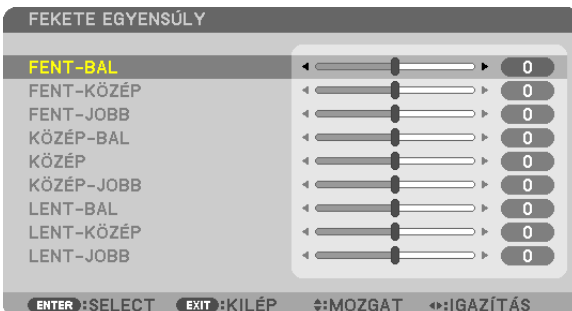 FEKETE EGYENSÚLY
FENT-BAL 0
FENT-KÖZÉP 0
FENT-JOBB 0
KÖZÉP-BAL 0
KÖZÉP 0
KÖZÉP-JOBB 0
LENT-BAL 0
LENT-KÖZÉP 0
LENT-JOBB 0
ENTER:SELECT EXIT:KILÉP :MOZGAT :IGAZÍTÁS